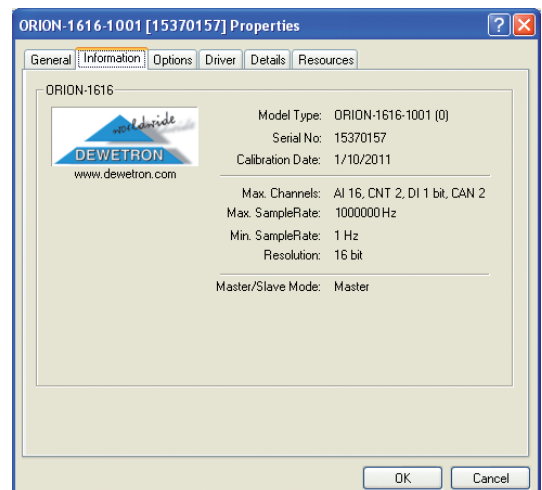 ORION-1616-1001 [15370157] Properties
General Information Options Driver Details Resources
ORION-1616
worldwide
DEWETRON
www.dewetron.com
Model Type: ORION-1616-1001 (0)
Serial No: 15370157
Calibration Date: 1/10/2011
Max. Channels: AI 16, CNT 2, DI 1 bit, CAN 2
Max. SampleRate: 1000000 Hz
Min. SampleRate: 1 Hz
Resolution: 16 bit
Master/Slave Mode: Master
OK Cancel